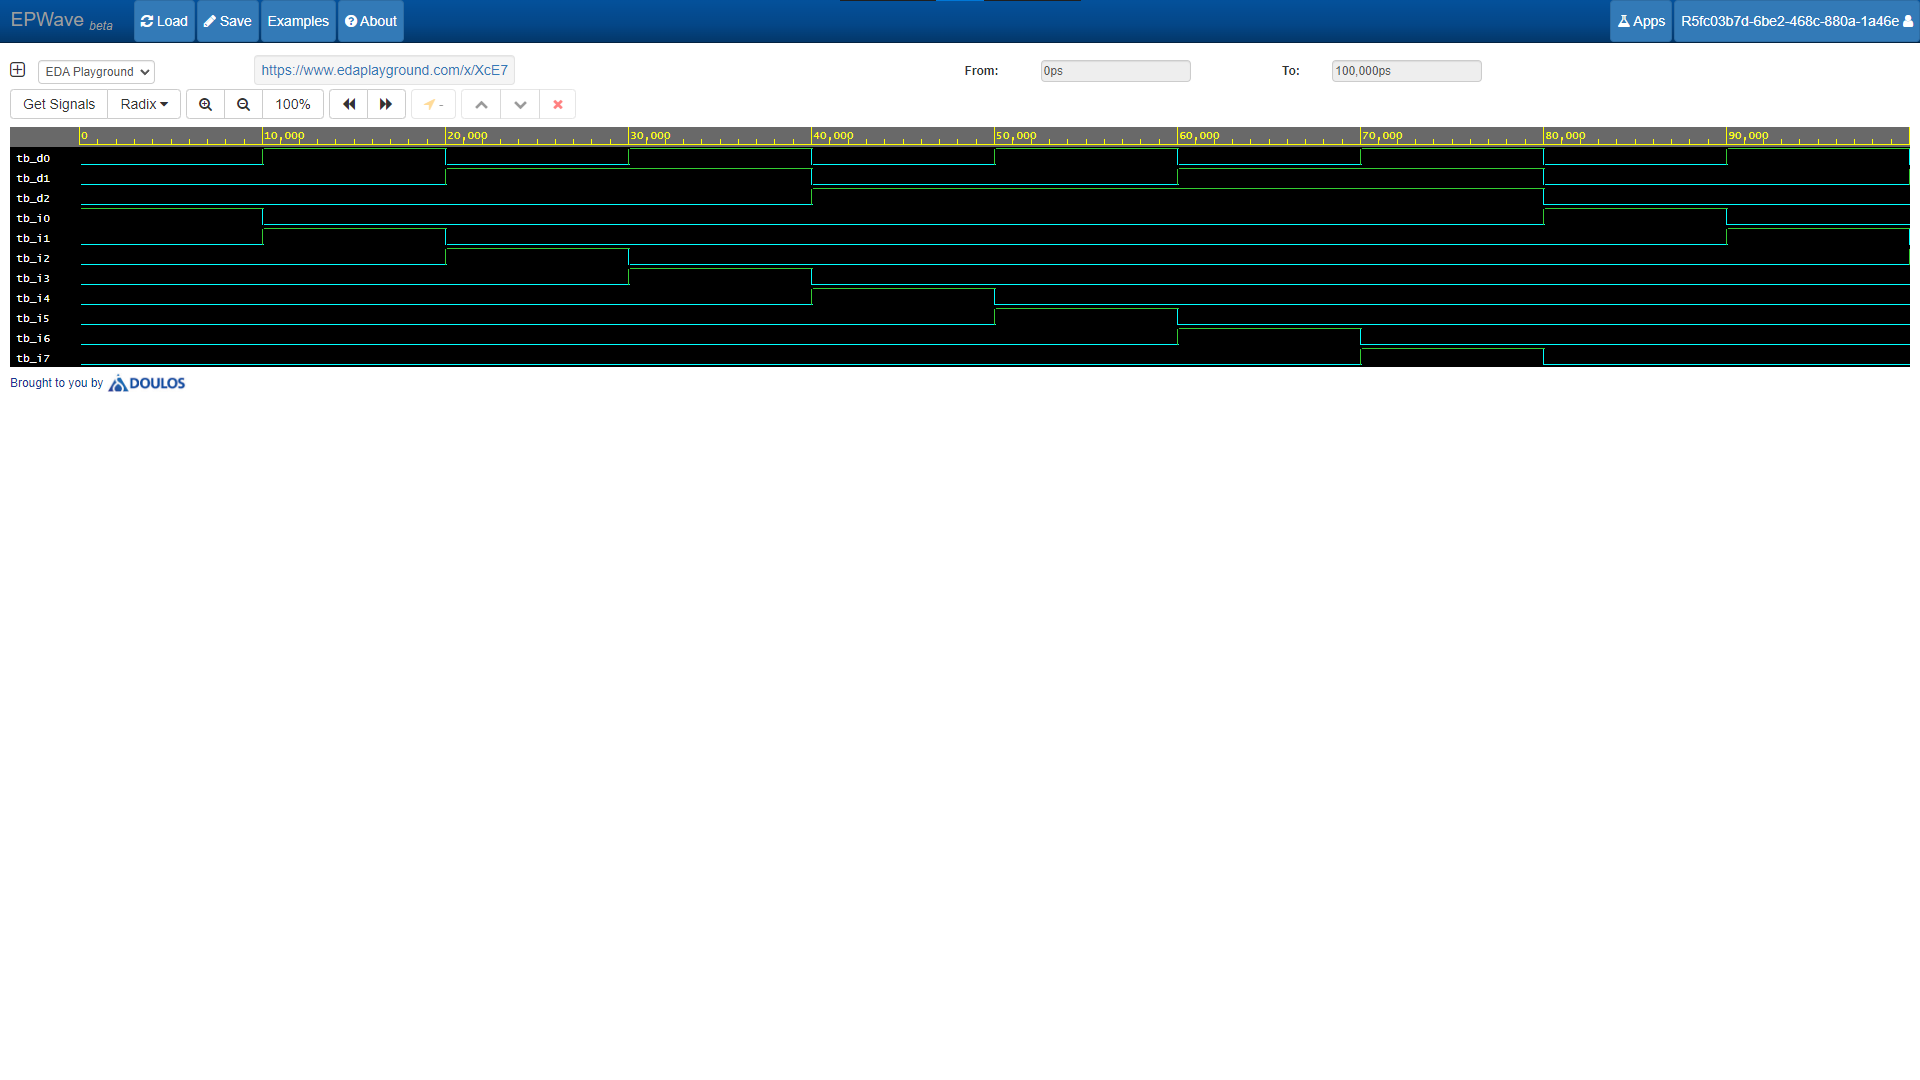 EPWave beta Load Save Examples About Apps R5fc03b7d-6be2-468c-880a-1a46e
EDA Playground https://www.edaplayground.com/x/XcE7 From: 0ps To: 100,000ps
Get Signals Radix 100% -
0 10,000 20,000 30,000 40,000 50,000 60,000 70,000 80,000 90,000
tb_d0
tb_d1
tb_d2
tb_i0
tb_i1
tb_i2
tb_i3
tb_i4
tb_i5
tb_i6
tb_i7
Brought to you by DOULOS